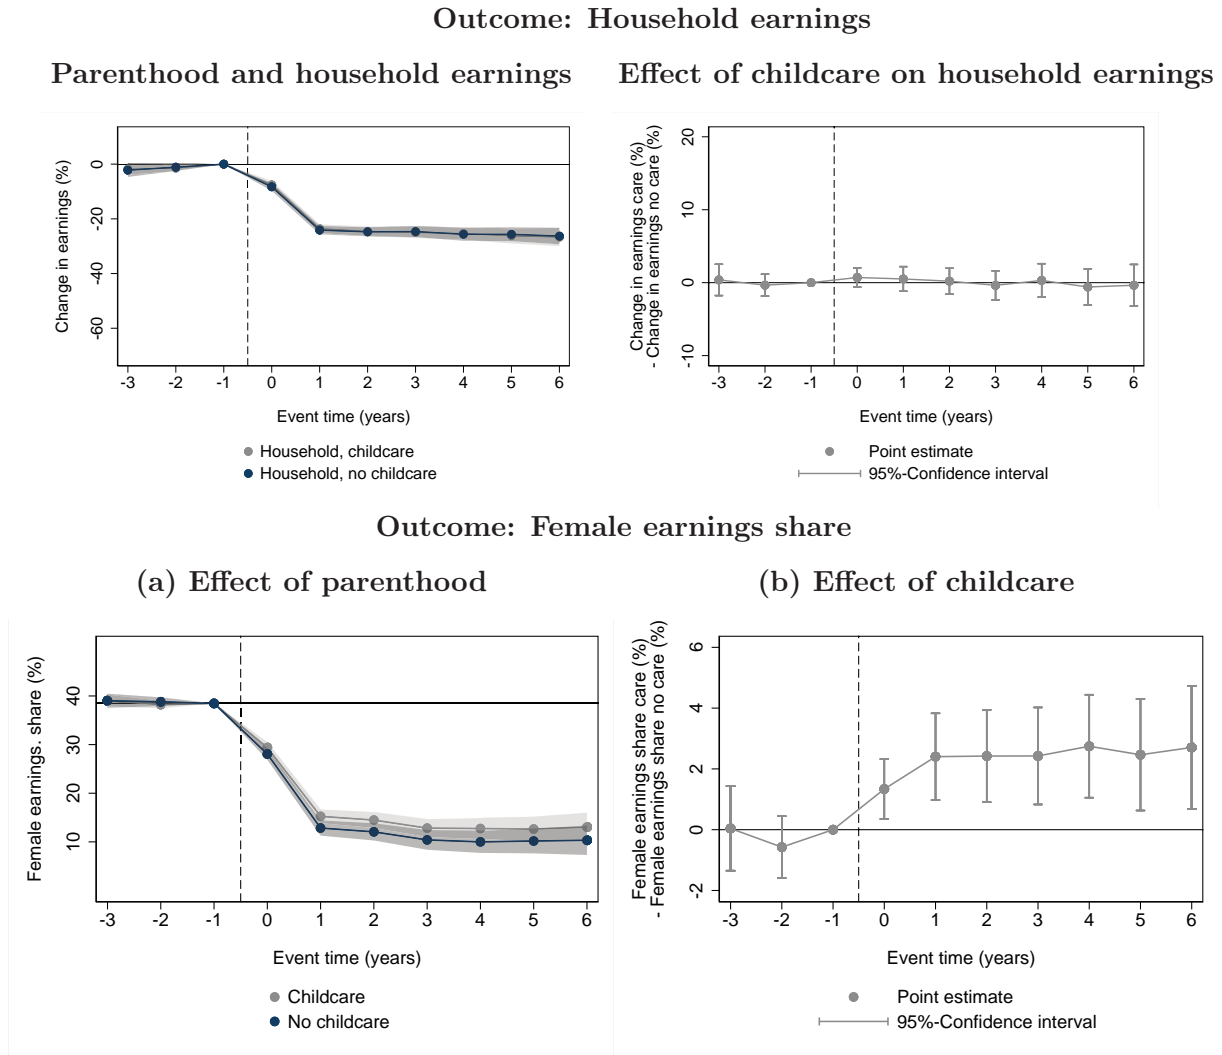 Outcome: Household earnings
Parenthood and household earnings
Effect of childcare on household earnings
Change in earnings (%)
0
-20
-40
-60
-3 -2 -1 0 1 2 3 4 5 6
Event time (years)
Household, childcare
Household, no childcare
Change in earnings care (%)
- Change in earnings no care (%)
20
10
0
-10
-3 -2 -1 0 1 2 3 4 5 6
Event time (years)
Point estimate
95%-Confidence interval
Outcome: Female earnings share
(a) Effect of parenthood
(b) Effect of childcare
Female earnings. share (%)
40
30
20
10
-3 -2 -1 0 1 2 3 4 5 6
Event time (years)
Childcare
No childcare
Female earnings share care (%)
- Female earnings share no care (%)
6
4
2
0
-2
-3 -2 -1 0 1 2 3 4 5 6
Event time (years)
Point estimate
95%-Confidence interval